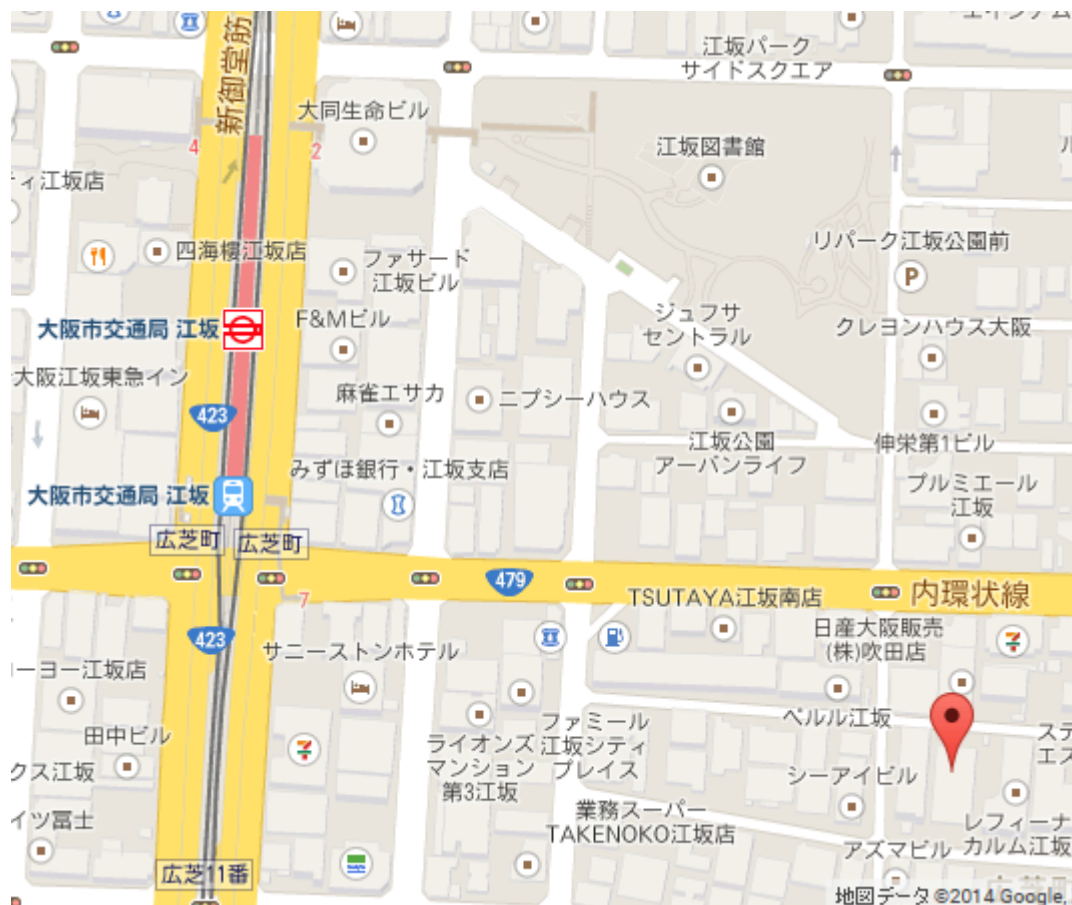 江坂パーク
サイドスクエア
新御堂筋
大同生命ビル
4
2
江坂図書館
ティ江坂店
四海樓江坂店
ファサード
江坂ビル
リパーク江坂公園前
P
大阪市交通局 江坂
F&Mビル
ジュフサ
セントラル
クレヨンハウス大阪
大阪江坂東急イン
423
麻雀エサカ
ニプシーハウス
江坂公園
アーバンライフ
伸栄第1ビル
みずほ銀行・江坂支店
大阪市交通局 江坂
プルミエール
江坂
広芝町
広芝町
479
内環状線
7
TSUTAYA江坂南店
423
日産大阪販売
(株)吹田店
7
サニーストンホテル
ーヨー江坂店
田中ビル
7
ライオンズ
マンション
第3江坂
ファミール
江坂シティ
プレイス
ペルル江坂
ステ
エス
クス江坂
シーアイビル
イツ冨士
業務スーパー
TAKENOKO江坂店
レフィーナ
カルム江坂
アズマビル
広芝11番
地図データ ©2014 Google,